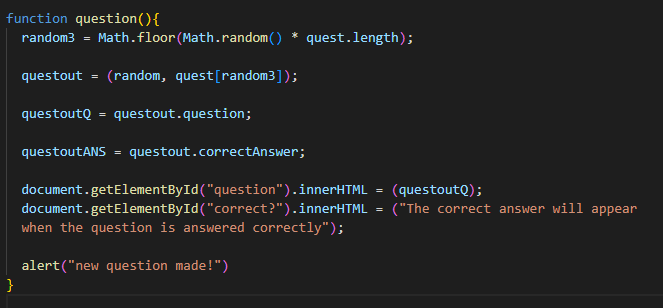 function question(){
random3 = Math.floor(Math.random() * quest.length);
questout = (random, quest[random3]);
questoutQ = questout.question;
questoutANS = questout.correctAnswer;
document.getElementById("question").innerHTML = (questoutQ);
document.getElementById("correct?").innerHTML = ("The correct answer will appear
when the question is answered correctly");
alert("new question made!")
}